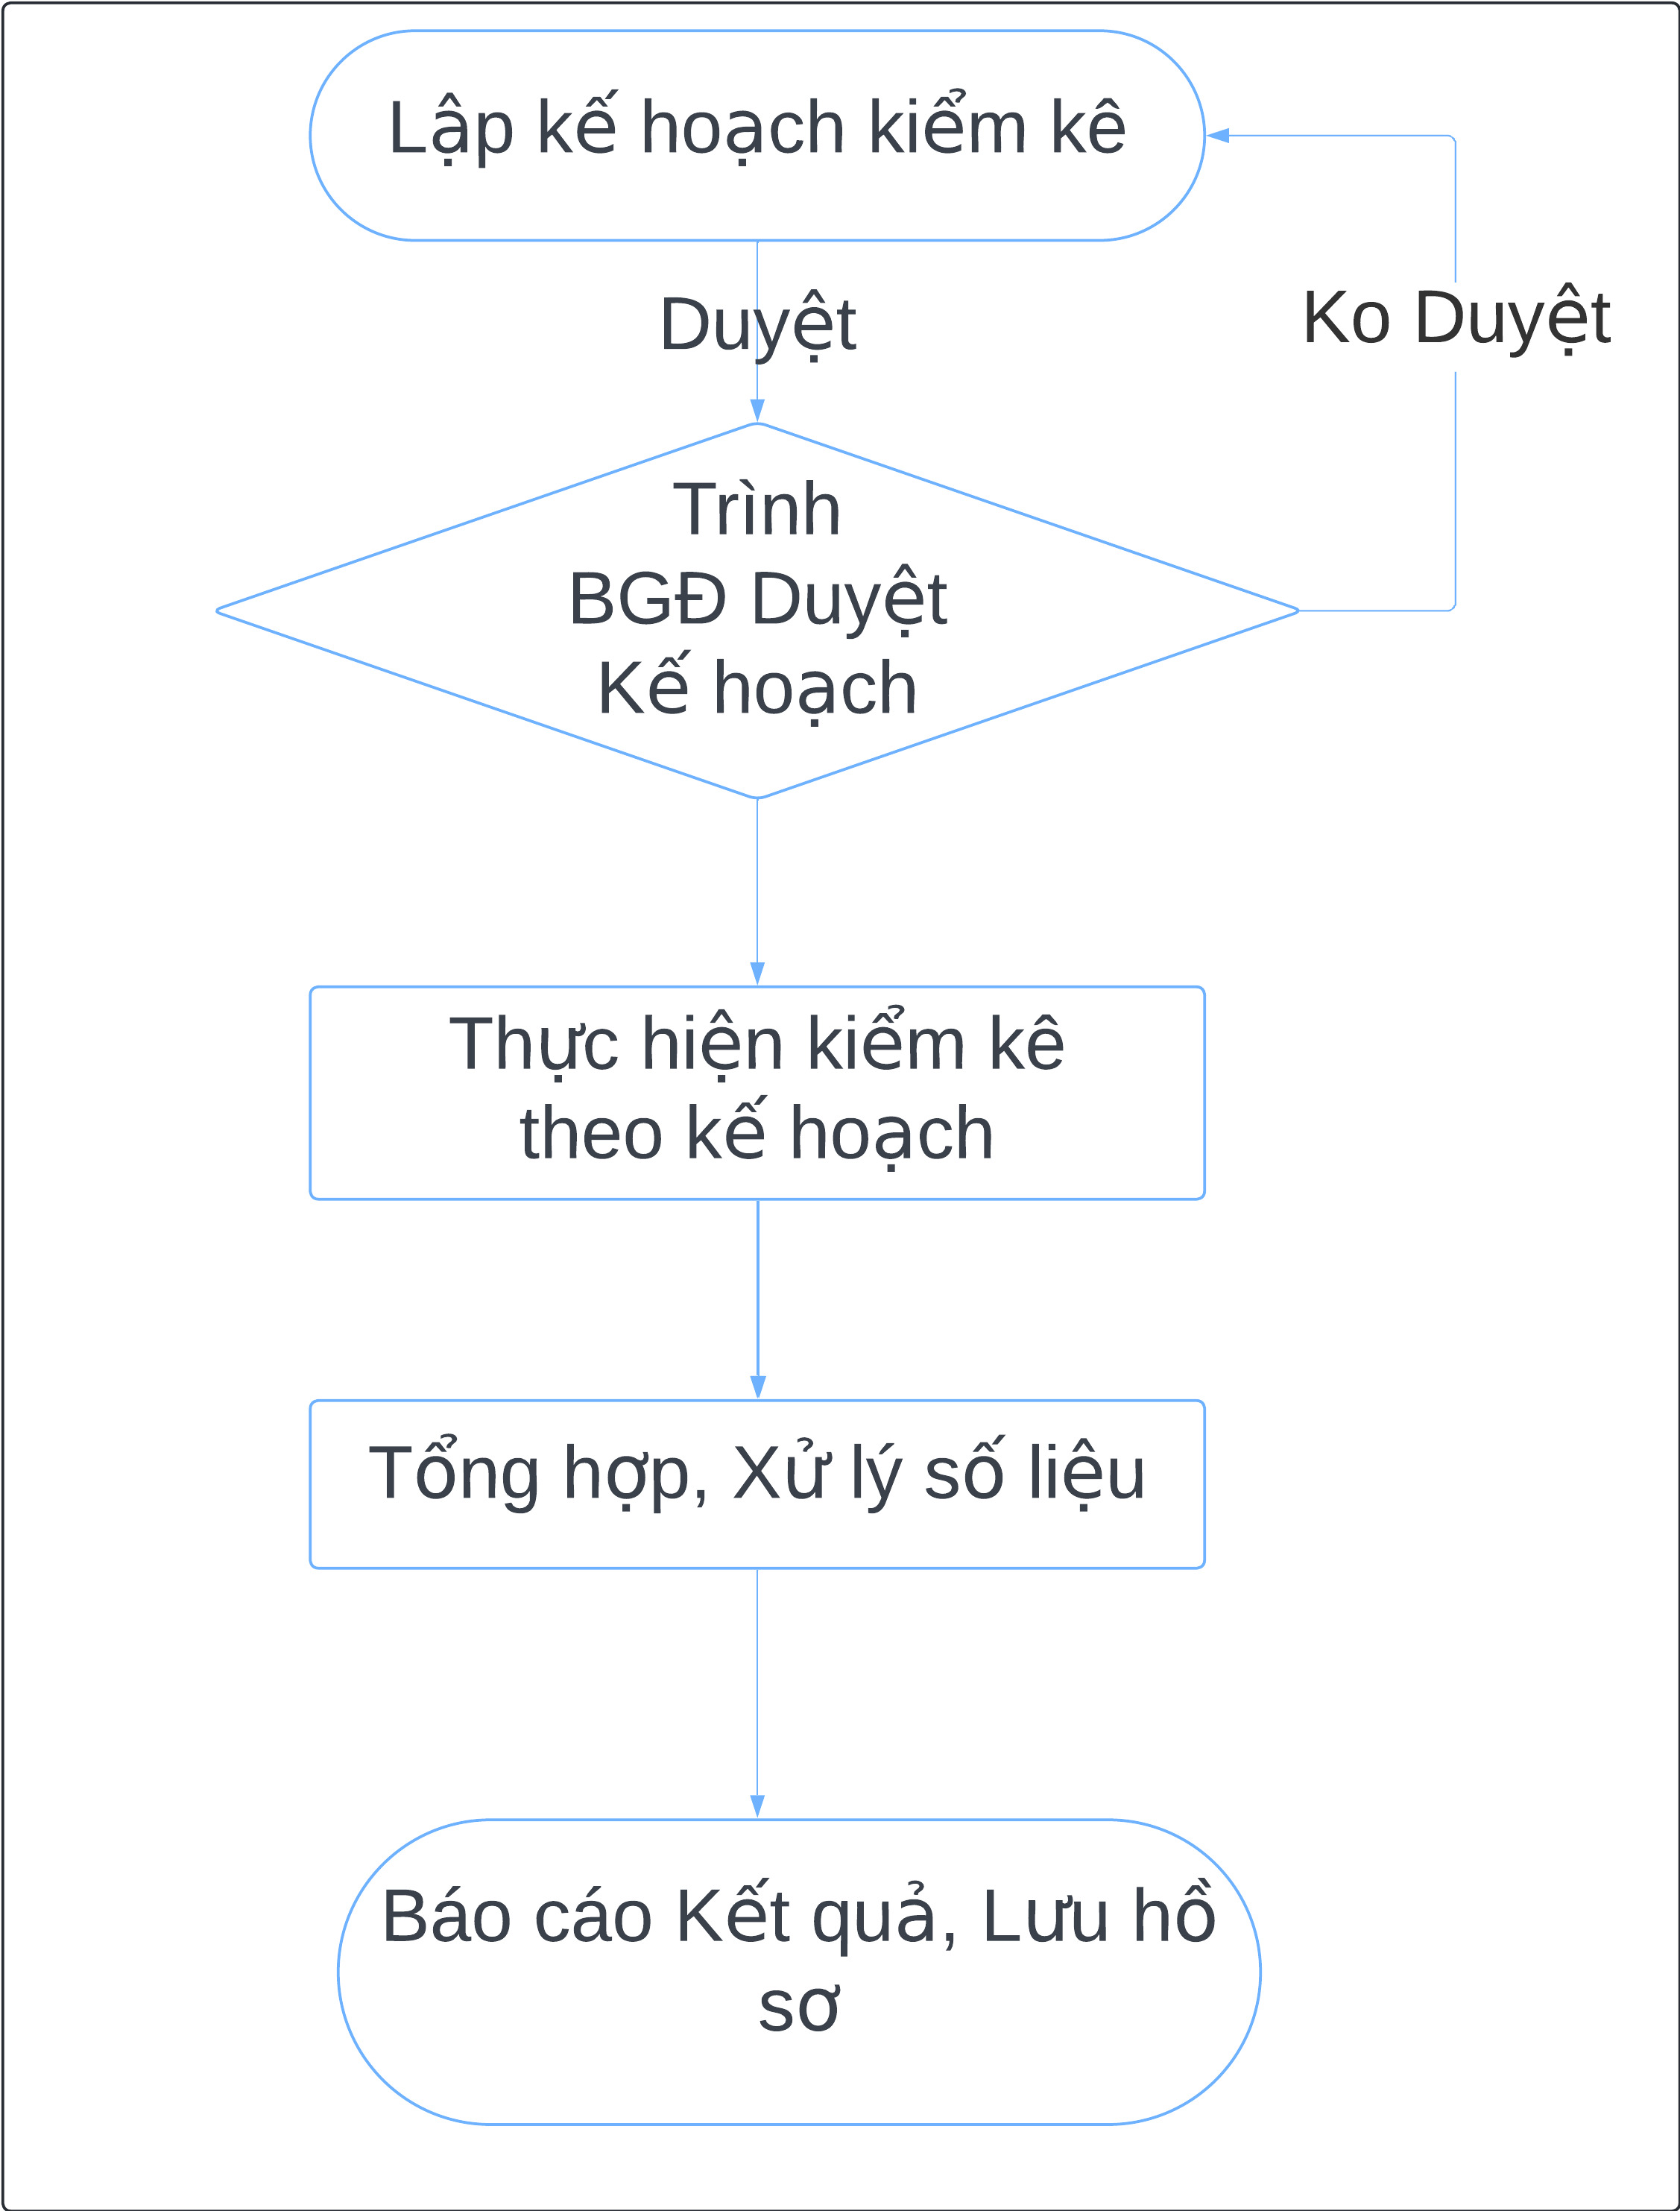 Lập kế hoạch kiểm kê
Duyệt
Ko Duyệt
Trình
BGĐ Duyệt
Kế hoạch
Thực hiện kiểm kê
theo kế hoạch
Tổng hợp, Xử lý số liệu
Báo cáo Kết quả, Lưu hồ
sơ